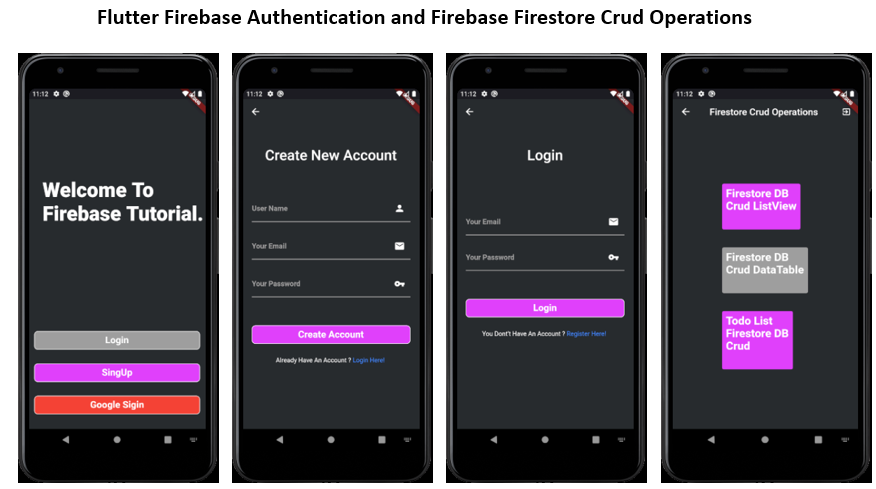 Flutter Firebase Authentication and Firebase Firestore Crud Operations
11:12
Welcome To
Firebase Tutorial.
Login
SingUp
Google Sigin
11:12
Create New Account
User Name
Your Email
Your Password
Create Account
Already Have An Account ? Login Here!
11:12
Login
Your Email
Your Password
Login
You Dont't Have An Account ? Register Here!
11:12
Firestore Crud Operations
Firestore DB
Crud ListView
Firestore DB
Crud DataTable
Todo List
Firestore DB
Crud